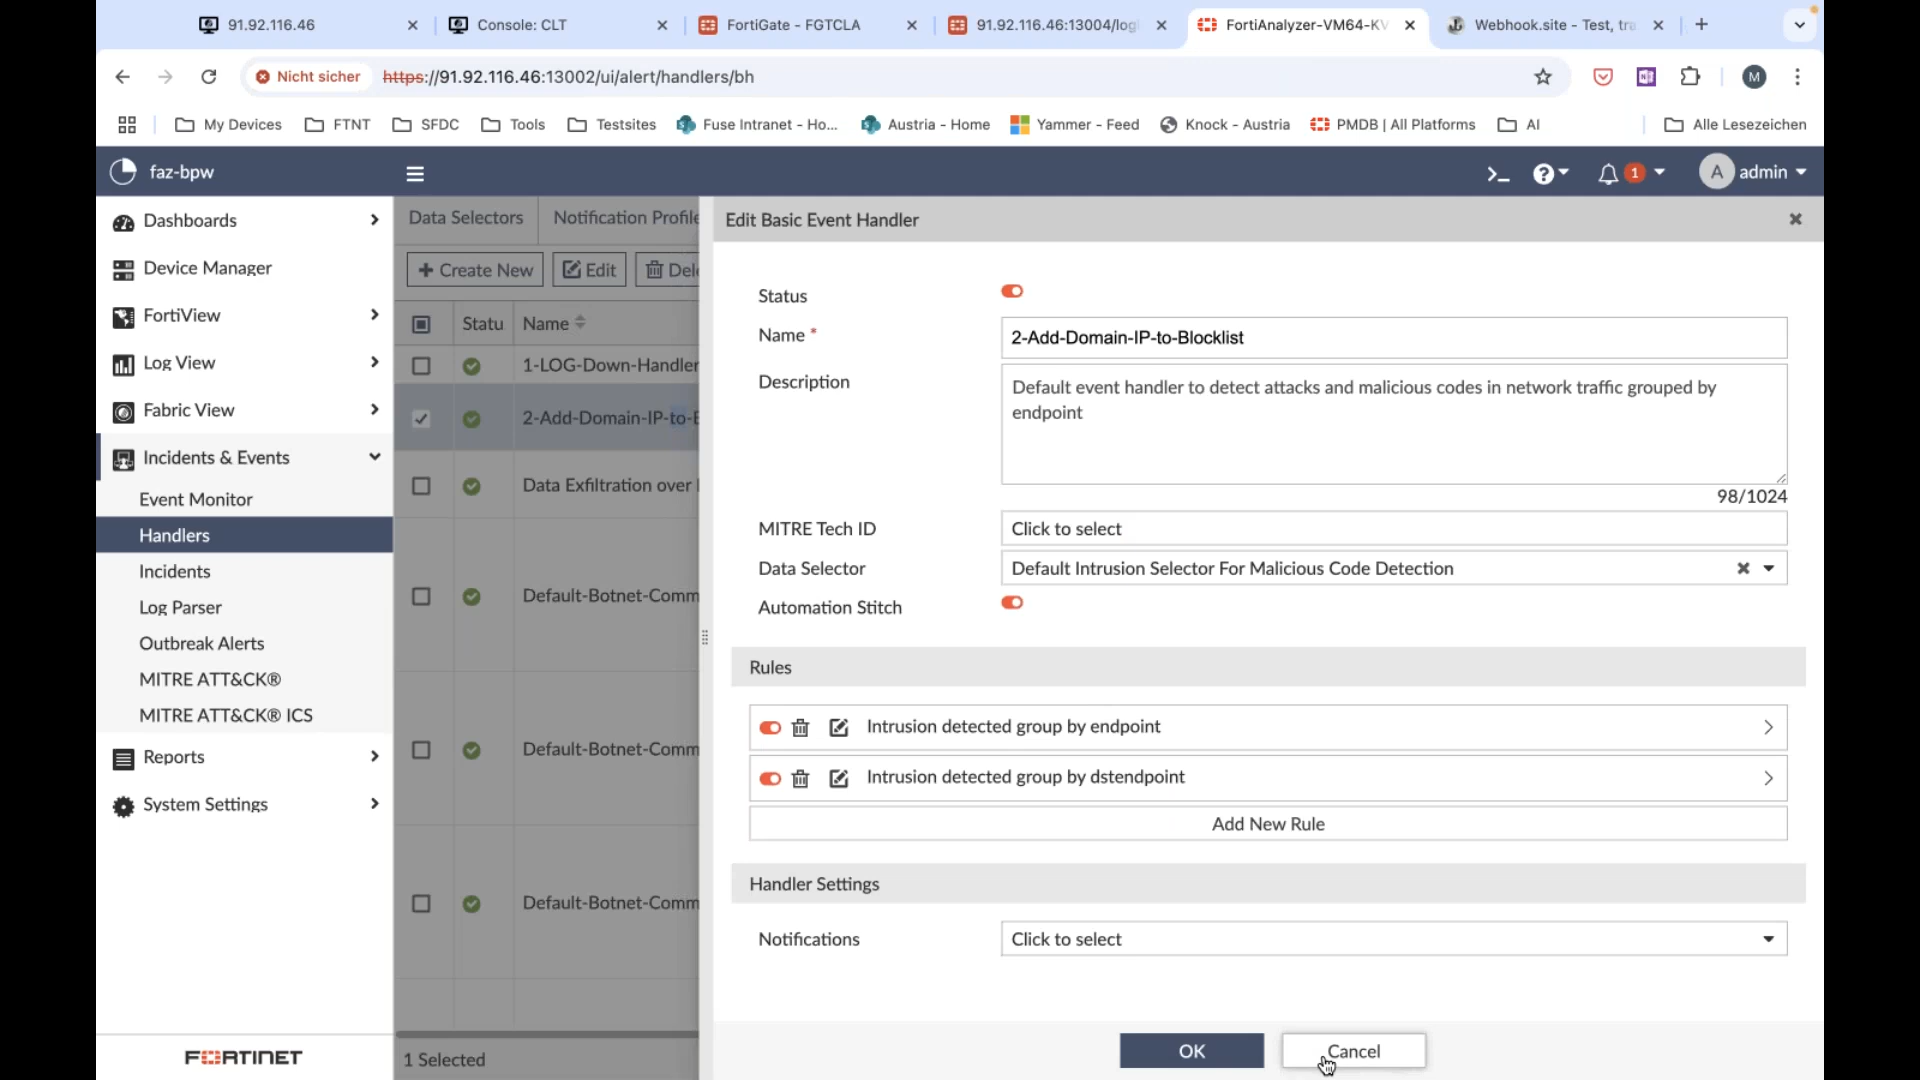 91.92.116.46
Console: CLT
FortiGate - FGTCLA
91.92.116.46:13004/log
FortiAnalyzer-VM64-KV
Webhook.site - Test, tra
Nicht sicher
https://91.92.116.46:13002/ui/alert/handlers/bh
M
My Devices
FTNT
SFDC
Tools
Testsites
Fuse Intranet - Ho...
Austria - Home
Yammer - Feed
Knock - Austria
PMDB | All Platforms
AI
Alle Lesezeichen
faz-bpw
1
A
admin
Dashboards
Device Manager
FortiView
Log View
Fabric View
Incidents & Events
Event Monitor
Handlers
Incidents
Log Parser
Outbreak Alerts
MITRE ATT&CK®
MITRE ATT&CK® ICS
Reports
System Settings
FORTINET
Data Selectors
Notification Profile
Create New
Edit
Dele
Statu
Name
1-LOG-Down-Handler
2-Add-Domain-IP-to-B
Data Exfiltration over
Default-Botnet-Comm
Default-Botnet-Comm
Default-Botnet-Comm
1 Selected
Edit Basic Event Handler
Status
Name *
2-Add-Domain-IP-to-Blocklist
Description
Default event handler to detect attacks and malicious codes in network traffic grouped by
endpoint
98/1024
MITRE Tech ID
Click to select
Data Selector
Default Intrusion Selector For Malicious Code Detection
Automation Stitch
Rules
Intrusion detected group by endpoint
Intrusion detected group by dstendpoint
Add New Rule
Handler Settings
Notifications
Click to select
OK
Cancel